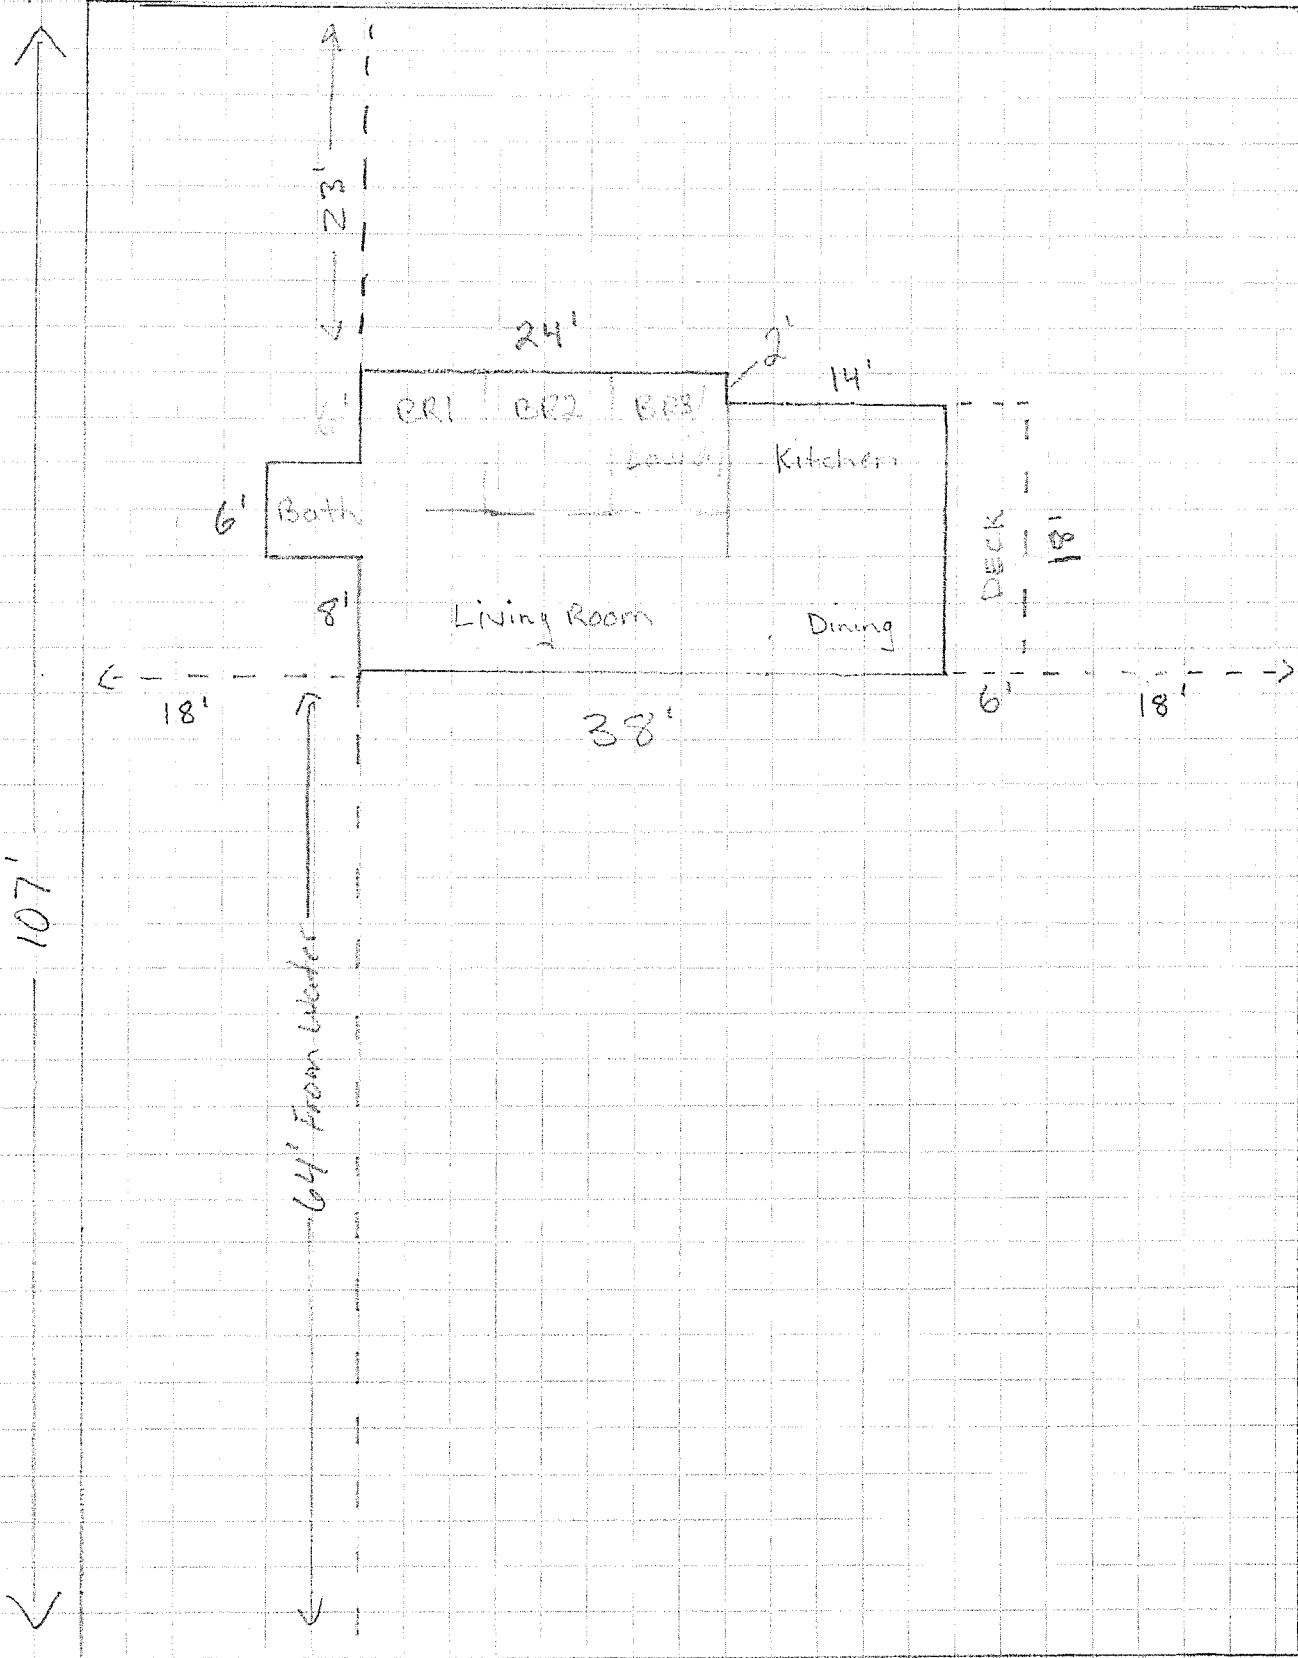 23'
24'
2'
14'
6'
BR1
BR2
BR3
Kitchen
6'
Bath
DECK
18'
8'
Living Room
Dining
18'
38'
6'
18'
107'
64' From Water